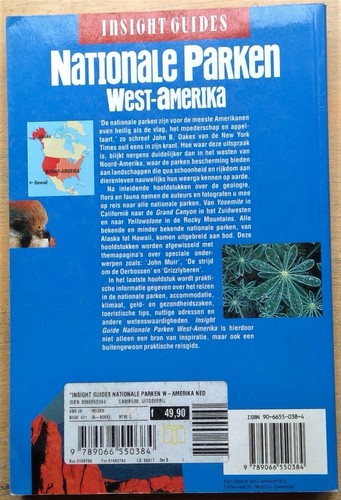 INSIGHT GUIDES
Nationale Parken
West-Amerika
'De nationale parken zijn voor de meeste Amerikanen
even heilig als de vlag, het moederschap en appel-
taart,' zo schreef John B. Oakes van de New York
Times ooit eens in zijn krant. Hoe waar deze uitspraak
is, blijkt nergens duidelijker dan in het westen van
Noord-Amerika, waar de parken bescherming bieden
aan landschappen die qua schoonheid en rijkdom aan
dierenleven nauwelijks hun weerga kennen op aarde.
Na inleidende hoofdstukken over de geologie,
flora en fauna nemen de auteurs en fotografen u mee
op reis naar alle nationale parken. Van Yosemite in
Californië naar de Grand Canyon in het Zuidwesten
en naar Yellowstone in de Rocky Mountains. Alle
bekende en minder bekende nationale parken, van
Alaska tot Hawaii, komen uitgebreid aan bod. Deze
hoofdstukken worden afgewisseld met
themapagina's over speciale onder-
werpen zoals: 'John Muir', 'De strijd
om de Oerbossen' en 'Grizzlyberen'.
In het laatste hoofdstuk wordt prakti-
sche informatie gegeven over het reizen
in de nationale parken, accommodatie,
klimaat, geld- en gezondheidszaken,
toeristische tips, nuttige adressen en
andere wetenswaardigheden. Insight
Guide Nationale Parken West-Amerika is hierdoor
niet alleen een bron van inspiratie, maar ook een
buitengewoon praktische reisgids.
NOORD-AMERIKA
Hawaii
*INSIGHT GUIDES NATIONALE PARKEN W-AMERIKA NED
ISBN 9066550384 CAMBIUM, UITGEVERIJ
REIZEN
f 49,90
9 789066 550384
ISBN 90-6655-038-4
9 789066 550384